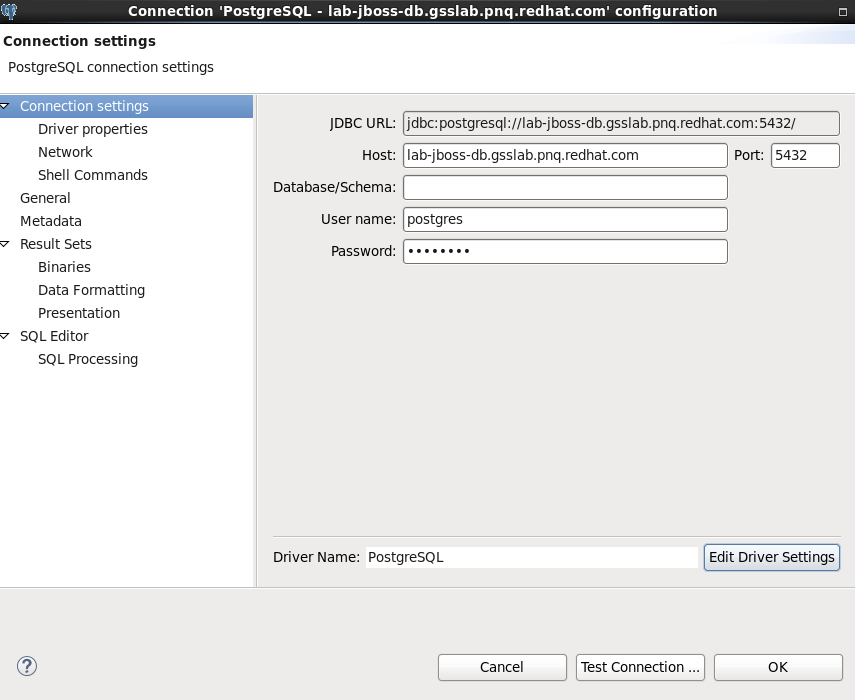 Connection 'PostgreSQL - lab-jboss-db.gsslab.pnq.redhat.com' configuration
Connection settings
PostgreSQL connection settings
Connection settings
Driver properties
Network
Shell Commands
General
Metadata
Result Sets
Binaries
Data Formatting
Presentation
SQL Editor
SQL Processing
JDBC URL: jdbc:postgresql://lab-jboss-db.gsslab.pnq.redhat.com:5432/
Host: lab-jboss-db.gsslab.pnq.redhat.com Port: 5432
Database/Schema:
User name: postgres
Password: ••••••••
Driver Name: PostgreSQL Edit Driver Settings
? Cancel Test Connection ... OK